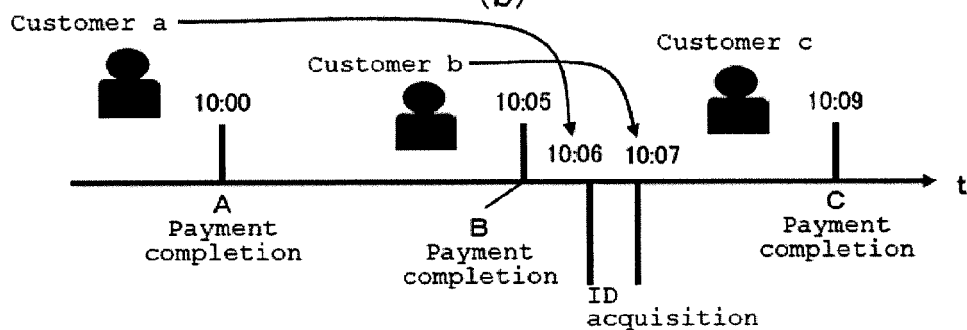 (b)
Customer a
Customer b
Customer c
10:00
10:05
10:09
10:06
10:07
t
A
Payment
completion
B
Payment
completion
C
Payment
completion
ID
acquisition